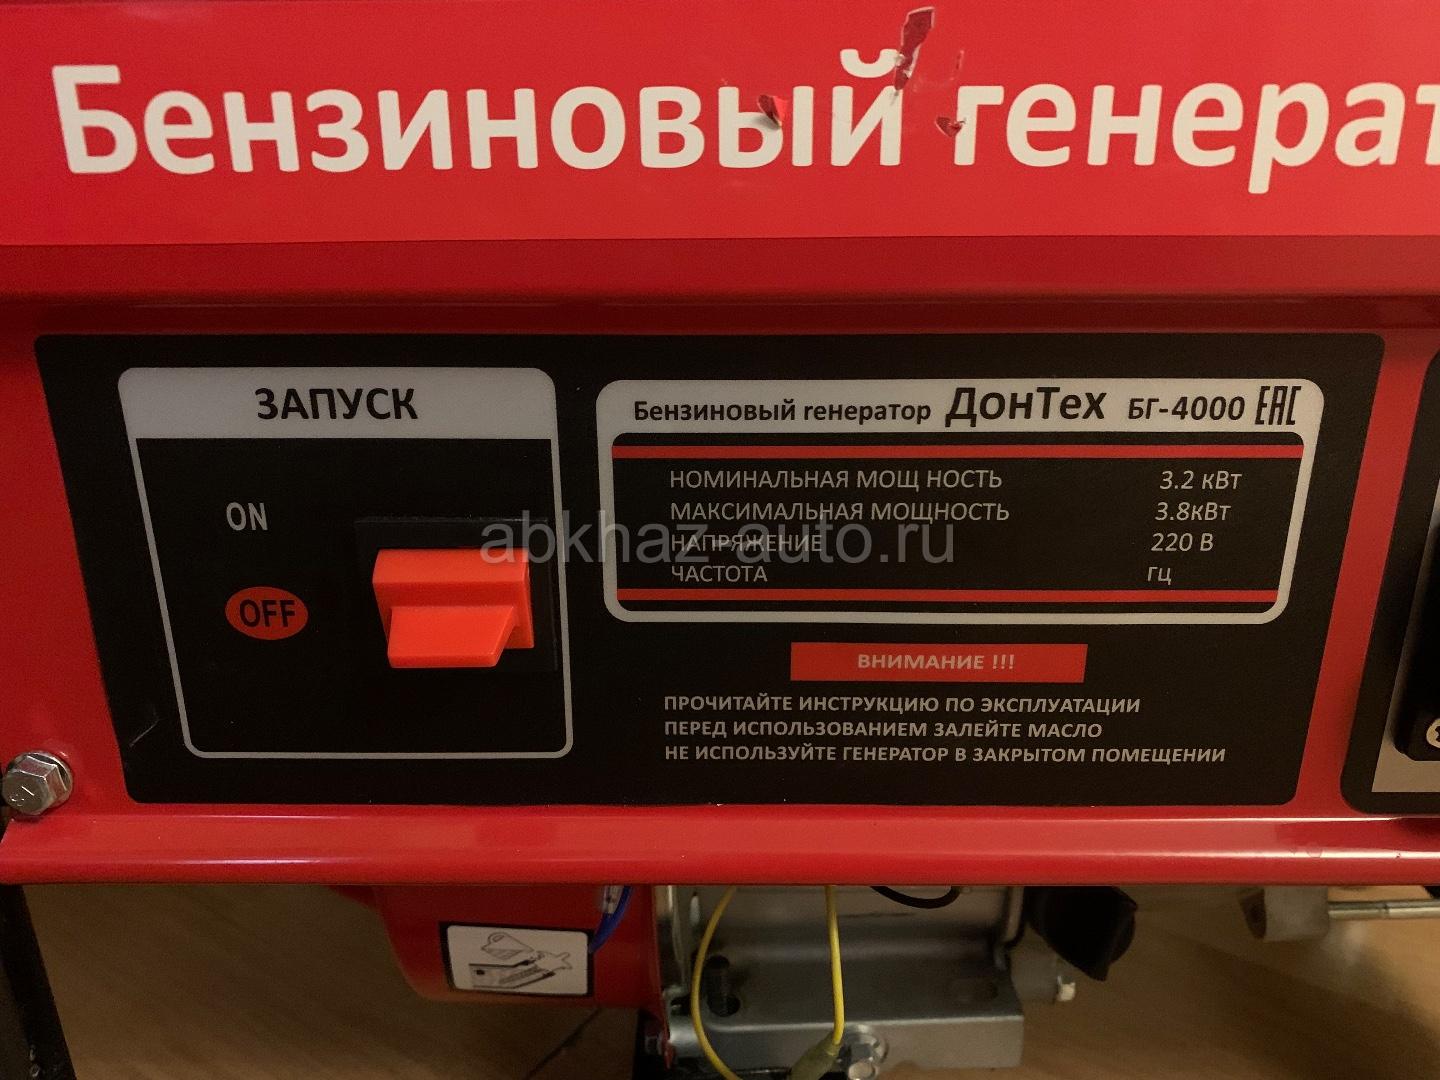 Бензиновый генерат
ЗАПУСК
ON
OFF
Бензиновый генератор ДонТех БГ-4000 EAC
НОМИНАЛЬНАЯ МОЩ НОСТЬ 3.2 кВт
МАКСИМАЛЬНАЯ МОЩНОСТЬ 3.8кВт
НАПРЯЖЕНИЕ 220 В
ЧАСТОТА ГЦ
abkhaz-auto.ru
ВНИМАНИЕ !!!
ПРОЧИТАЙТЕ ИНСТРУКЦИЮ ПО ЭКСПЛУАТАЦИИ
ПЕРЕД ИСПОЛЬЗОВАНИЕМ ЗАЛЕЙТЕ МАСЛО
НЕ ИСПОЛЬЗУЙТЕ ГЕНЕРАТОР В ЗАКРЫТОМ ПОМЕЩЕНИИ